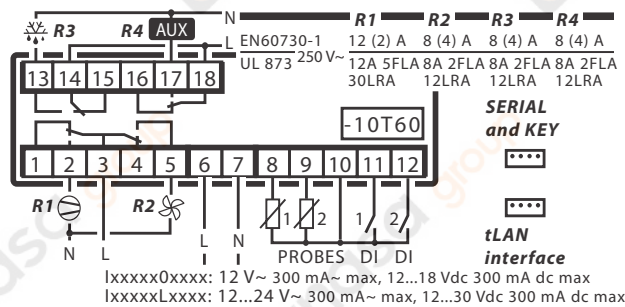 N R1 R2 R3 R4
R3 R4 AUX L EN60730-1 12 (2) A 8 (4) A 8 (4) A 8 (4) A
UL 873 250 V~ 12A 5FLA 8A 2FLA 8A 2FLA 8A 2FLA
30LRA 12LRA 12LRA 12LRA
13 14 15 16 17 18
SERIAL
and KEY
-10T60
1 2 3 4 5 6 7 8 9 10 11 12
R1 R2 1 2 1 2
tLAN
interface
N L L N PROBES DI DI
Ixxxxx0xxxx: 12 V~ 300 mA~ max, 12...18 Vdc 300 mA dc max
IxxxxxLxxxx: 12...24 V~ 300 mA~ max, 12...30 Vdc 300 mA dc max